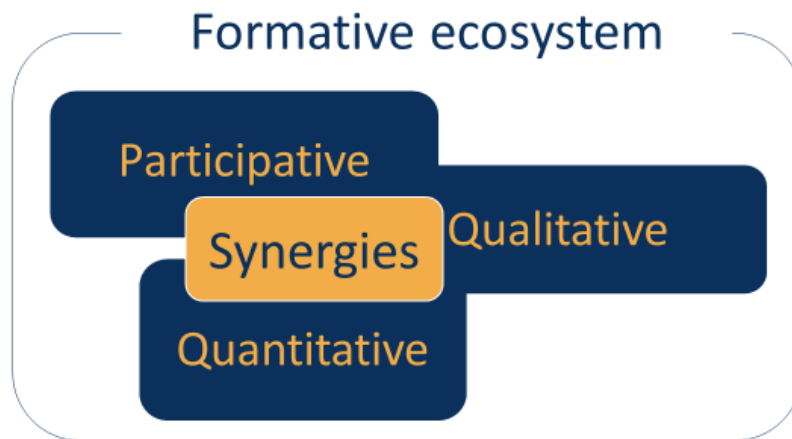 Formative ecosystem
Participative
Qualitative
Synergies
Quantitative